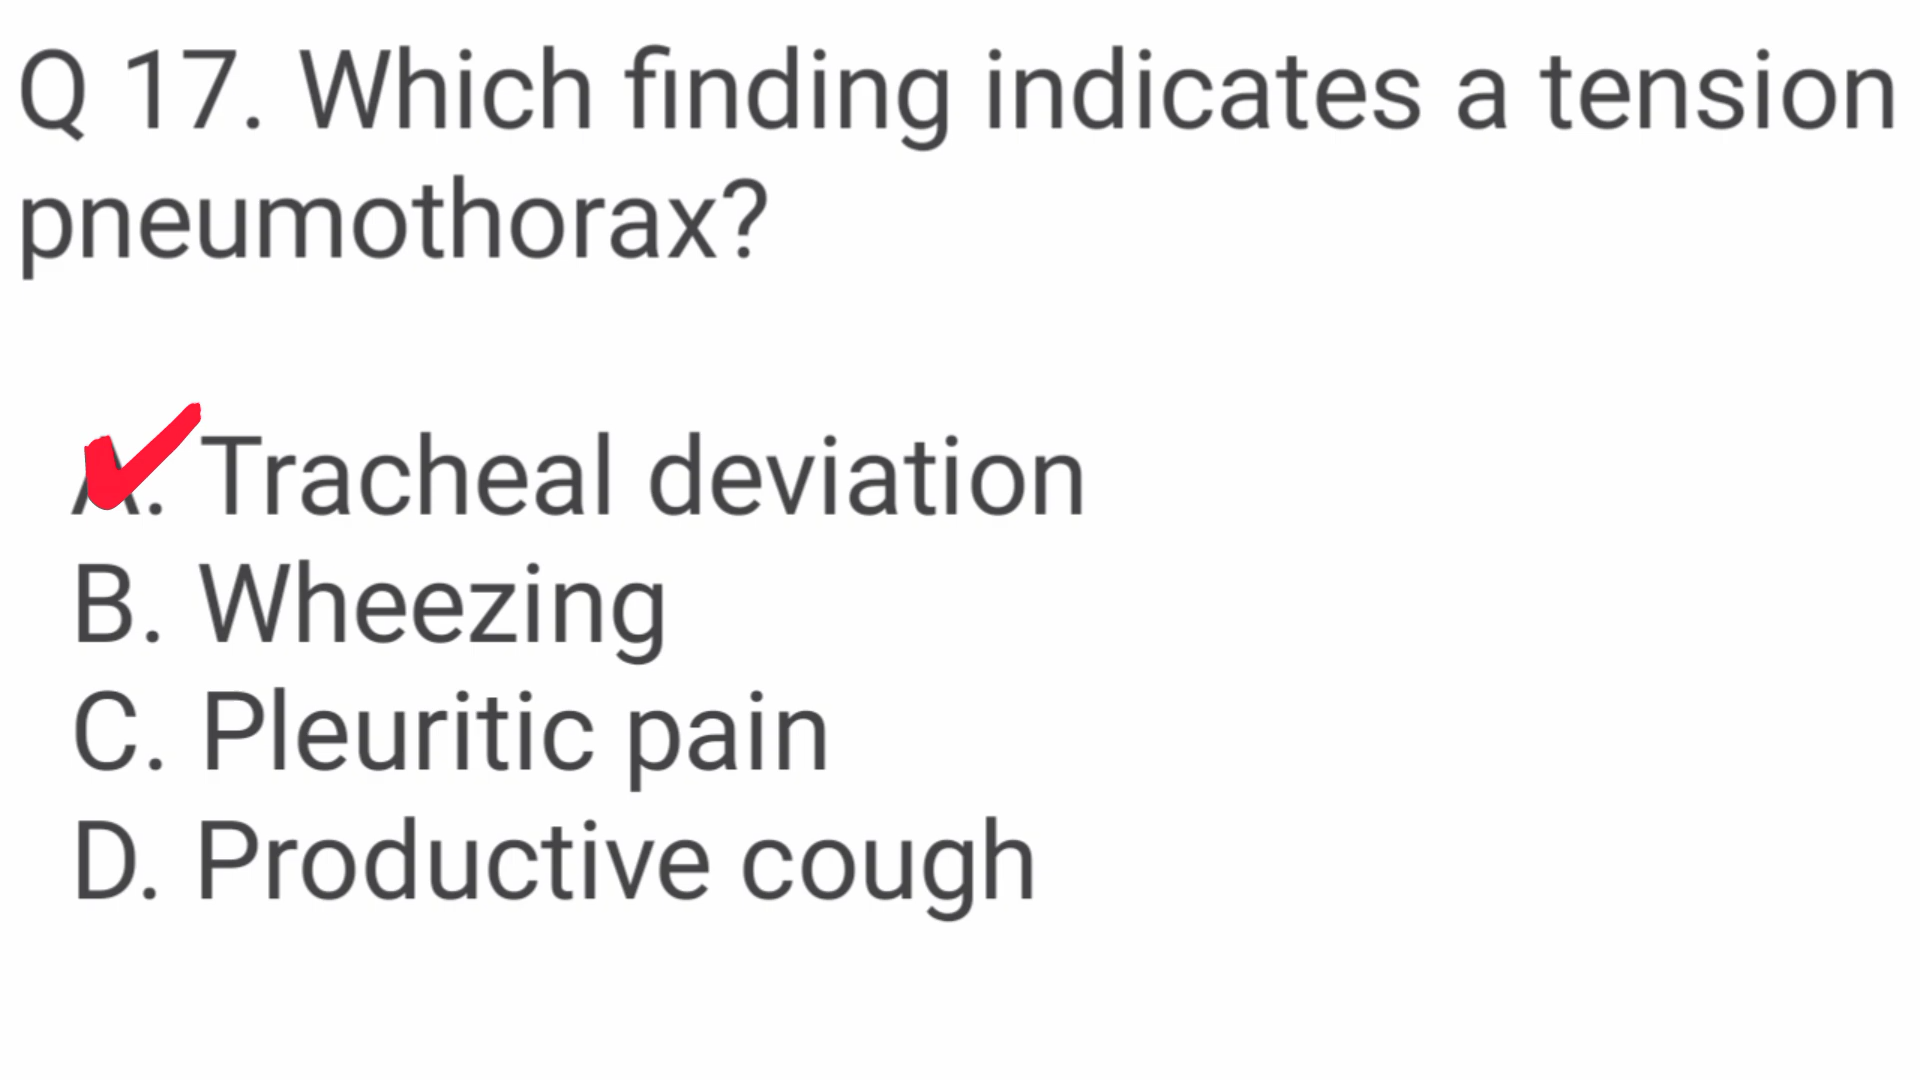 Q 17. Which finding indicates a tension
pneumothorax?
A. Tracheal deviation
B. Wheezing
C. Pleuritic pain
D. Productive cough